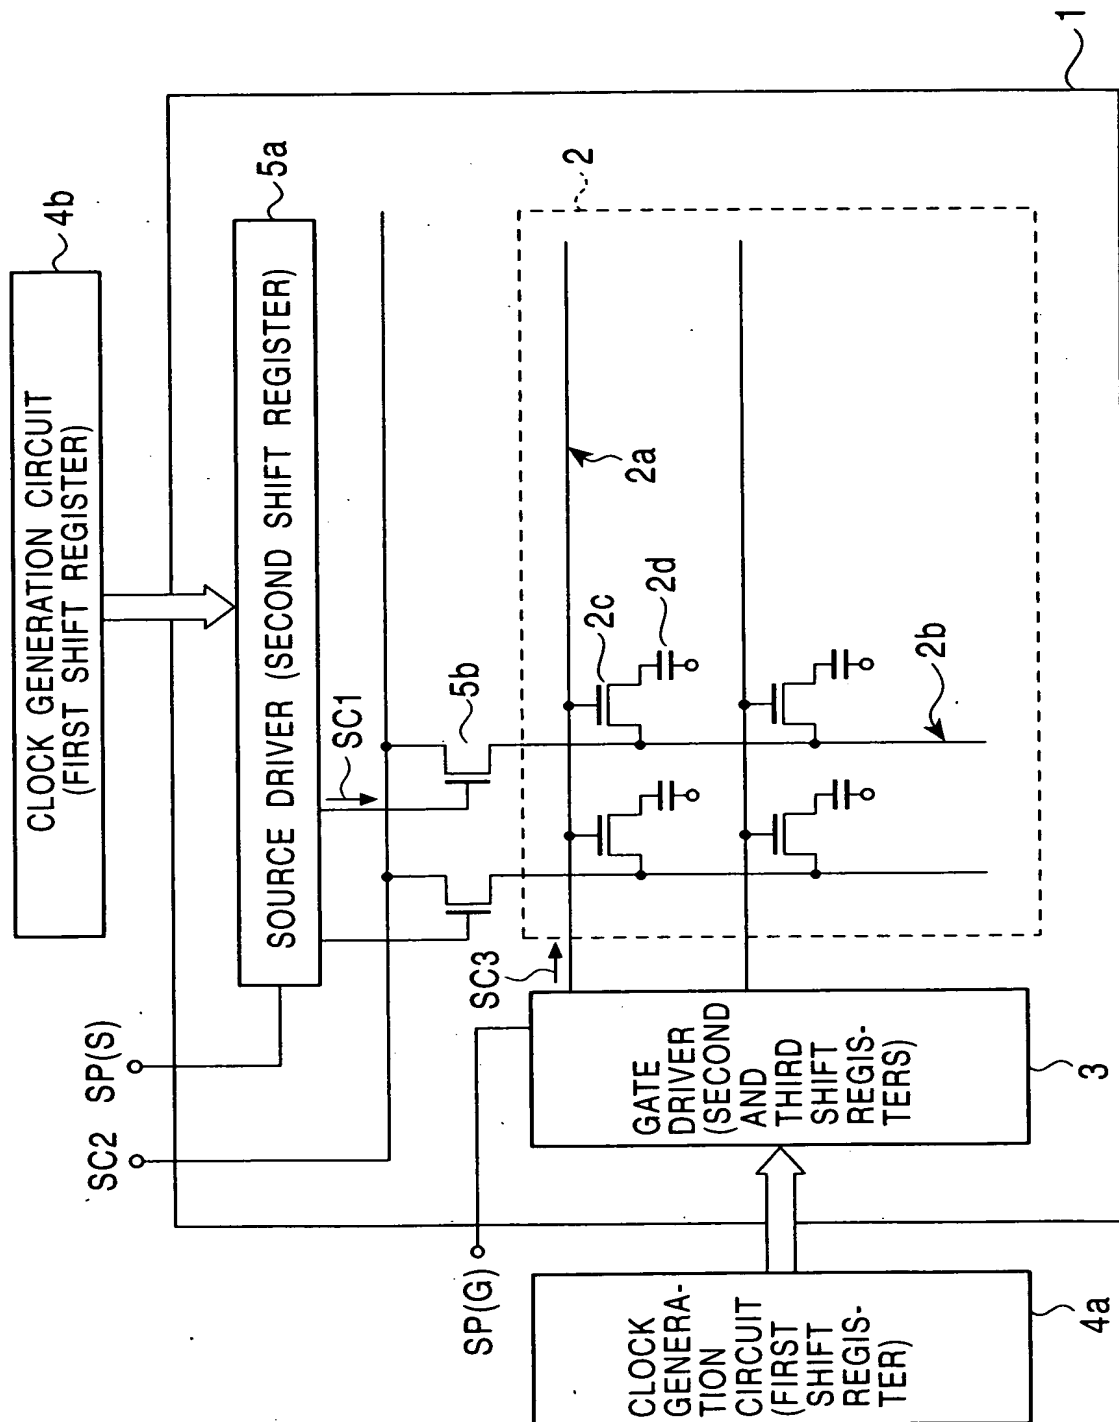 CLOCK GENERATION CIRCUIT
(FIRST SHIFT REGISTER)
4b
SOURCE DRIVER (SECOND SHIFT REGISTER)
5a
1
SP(S)
SC2
SC1
5b
2
2a
2c
2d
2b
SC3
SP(G)
GATE
DRIVER
(SECOND
AND
THIRD
SHIFT
REGIS-
TERS)
3
CLOCK
GENERA-
TION
CIRCUIT
(FIRST
SHIFT
REGIS-
TER)
4a